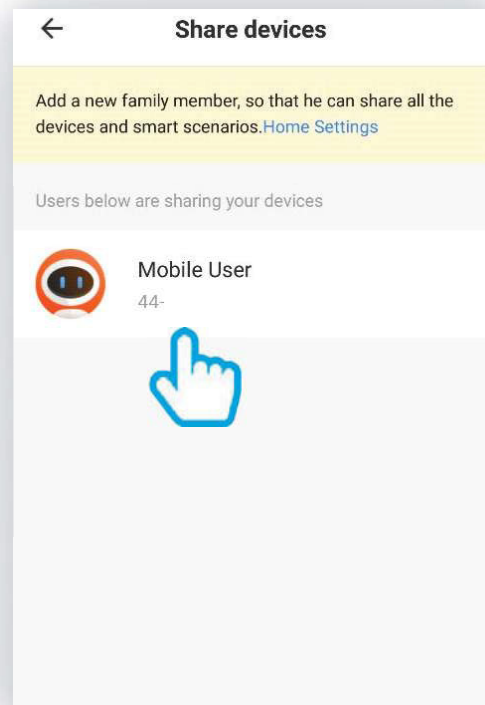 Share devices
Add a new family member, so that he can share all the
devices and smart scenarios.Home Settings
Users below are sharing your devices
Mobile User
44-